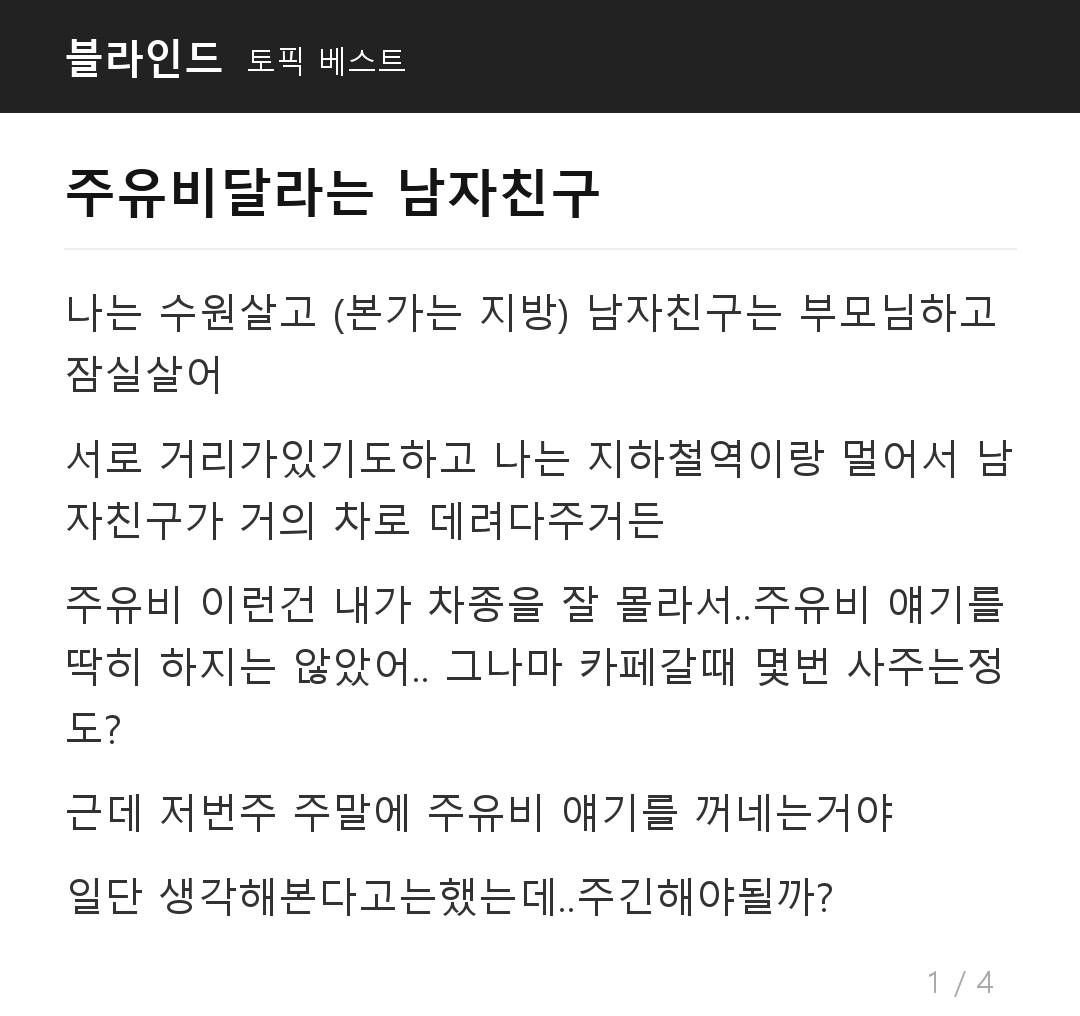 블라인드 토픽 베스트
주유비달라는 남자친구
나는 수원살고 (본가는 지방) 남자친구는 부모님하고
잠실살어
서로 거리가있기도하고 나는 지하철역이랑 멀어서 남
자친구가 거의 차로 데려다주거든
주유비 이런건 내가 차종을 잘 몰라서..주유비 얘기를
딱히 하지는 않았어.. 그나마 카페갈때 몇번 사주는정
도?
근데 저번주 주말에 주유비 얘기를 꺼네는거야
일단 생각해본다고는했는데..주긴해야될까?
1 / 4